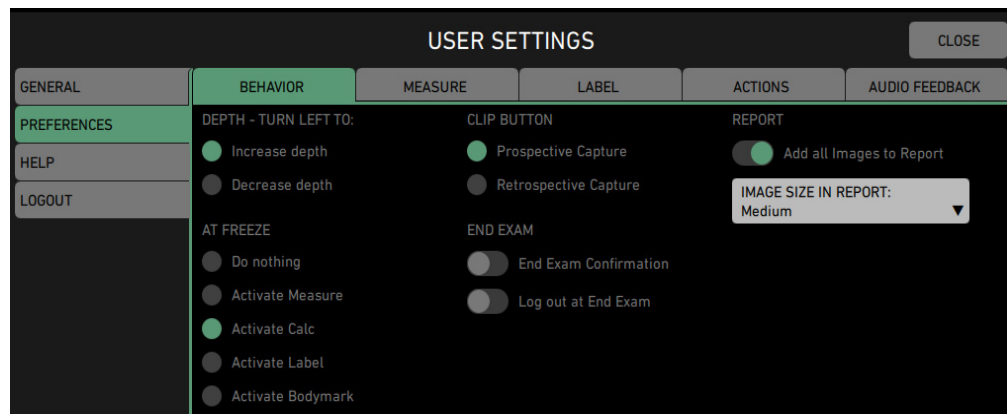 USER SETTINGS
CLOSE
GENERAL
PREFERENCES
HELP
LOGOUT
BEHAVIOR
MEASURE
LABEL
ACTIONS
AUDIO FEEDBACK
DEPTH - TURN LEFT TO:
Increase depth
Decrease depth
AT FREEZE
Do nothing
Activate Measure
Activate Calc
Activate Label
Activate Bodymark
CLIP BUTTON
Prospective Capture
Retrospective Capture
END EXAM
End Exam Confirmation
Log out at End Exam
REPORT
Add all Images to Report
IMAGE SIZE IN REPORT:
Medium